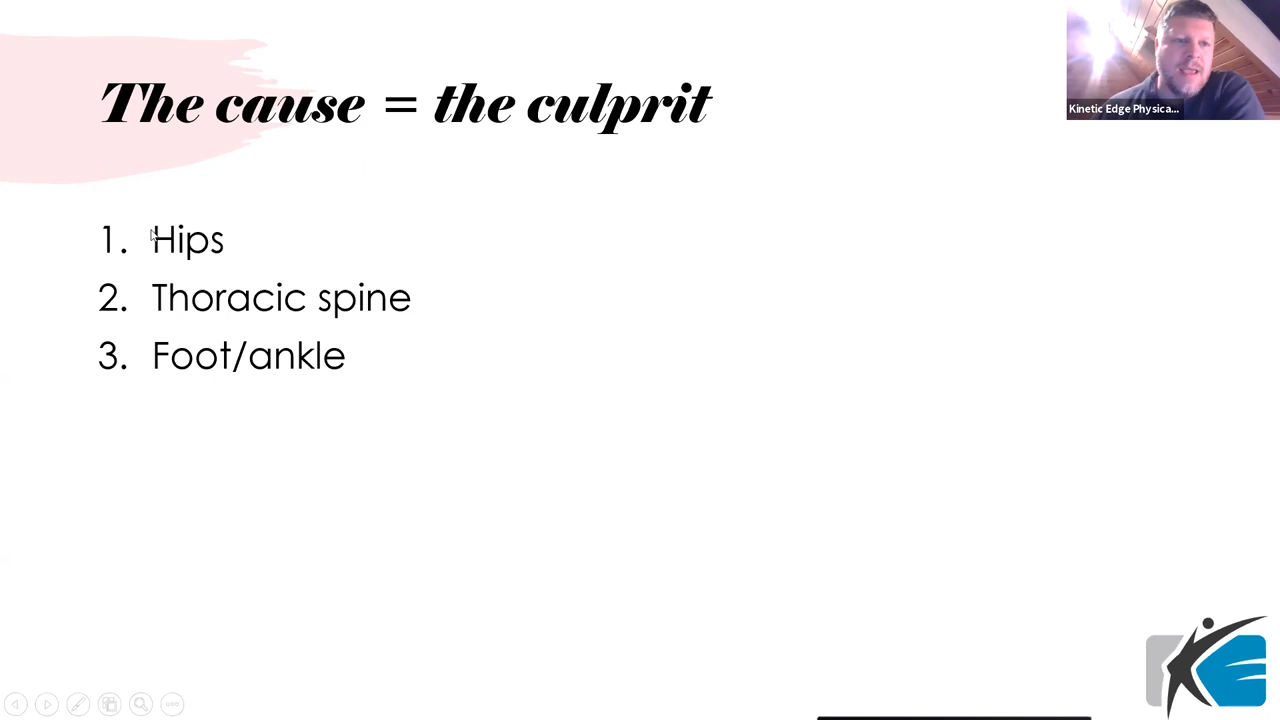 The cause = the culprit
Kinetic Edge Physica...
1. Hips
2. Thoracic spine
3. Foot/ankle